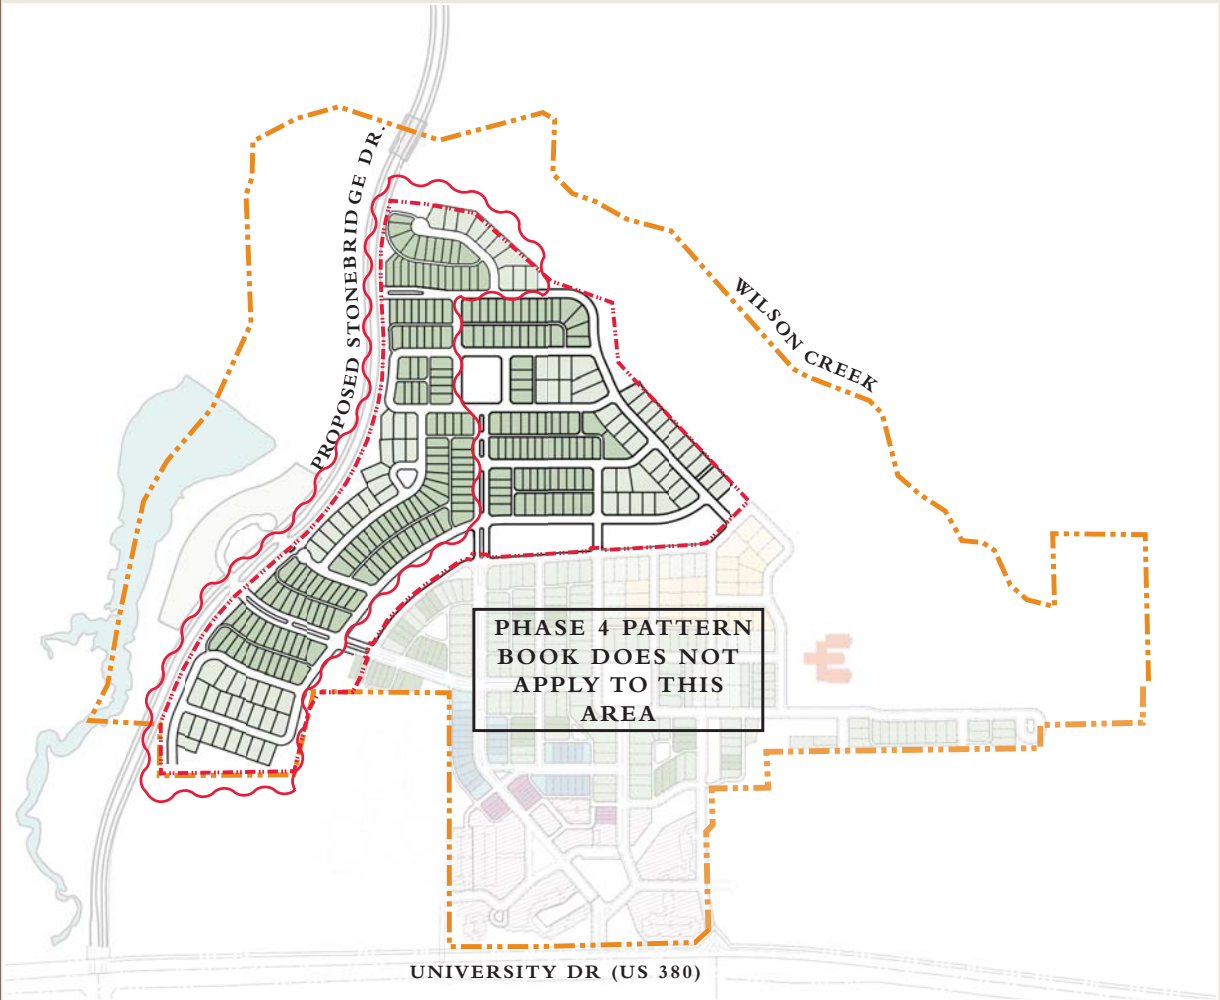 PROPOSED STONEBRIDGE DR.
WILSON CREEK
PHASE 4 PATTERN
BOOK DOES NOT
APPLY TO THIS
AREA
UNIVERSITY DR (US 380)